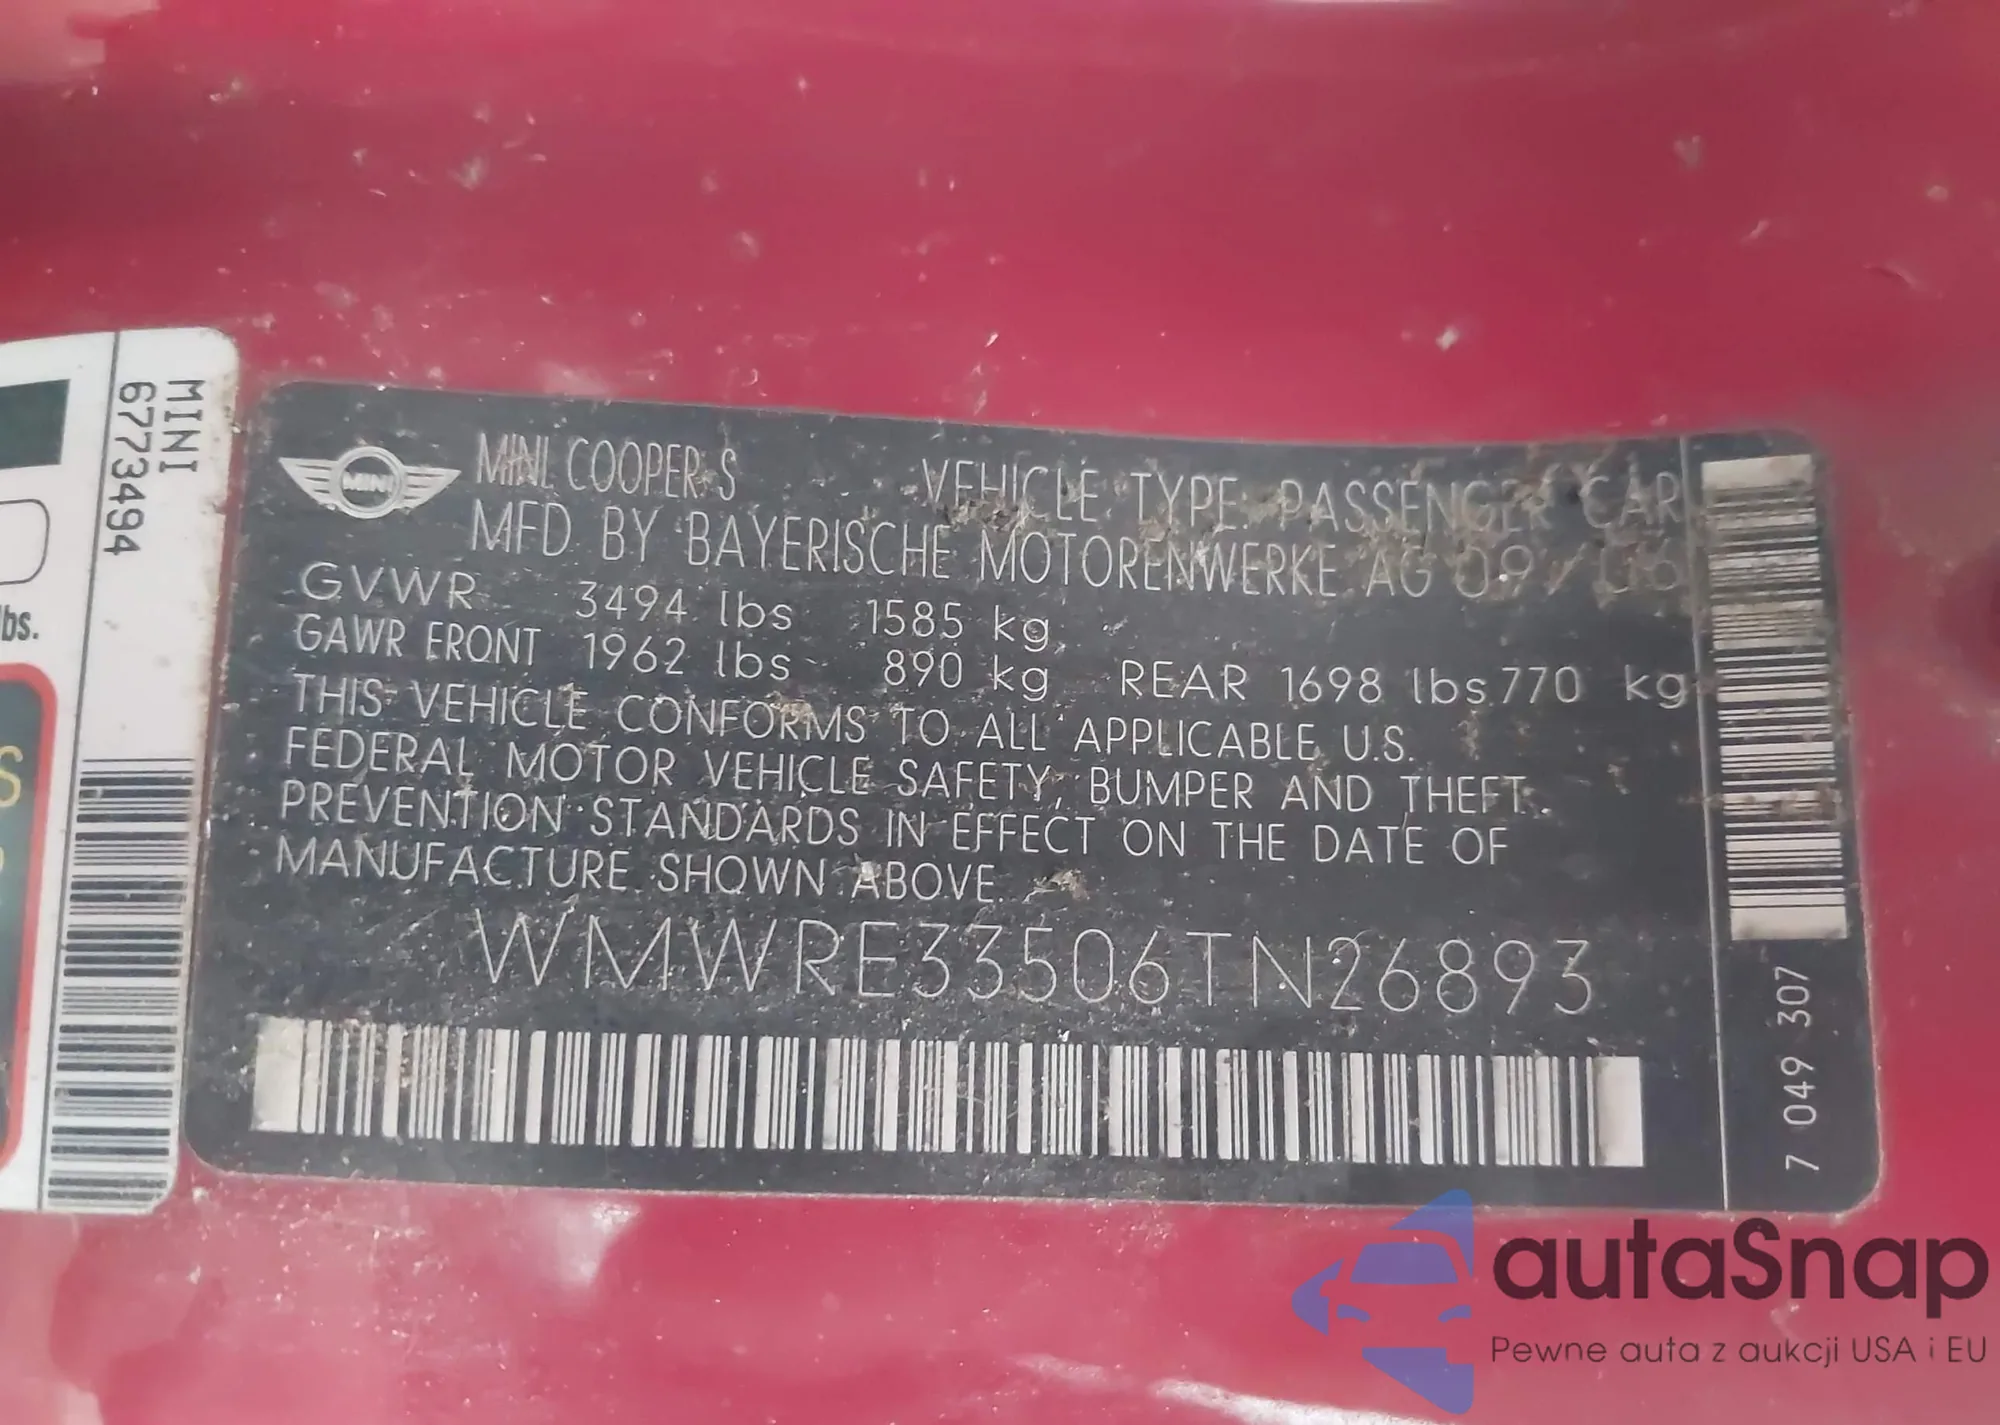 MINI
6773494
lbs.
S
MINI
MINI COOPER S VEHICLE TYPE: PASSENGER CAR
MFD BY BAYERISCHE MOTORENWERKE AG 09/06
GVWR 3494 lbs 1585 kg
GAWR FRONT 1962 lbs 890 kg REAR 1698 lbs 770 kg
THIS VEHICLE CONFORMS TO ALL APPLICABLE U.S.
FEDERAL MOTOR VEHICLE SAFETY, BUMPER AND THEFT
PREVENTION STANDARDS IN EFFECT ON THE DATE OF
MANUFACTURE SHOWN ABOVE.
WMWRE33506TN26893
7 049 307
autaSnap
Pewne auta z aukcji USA i EU